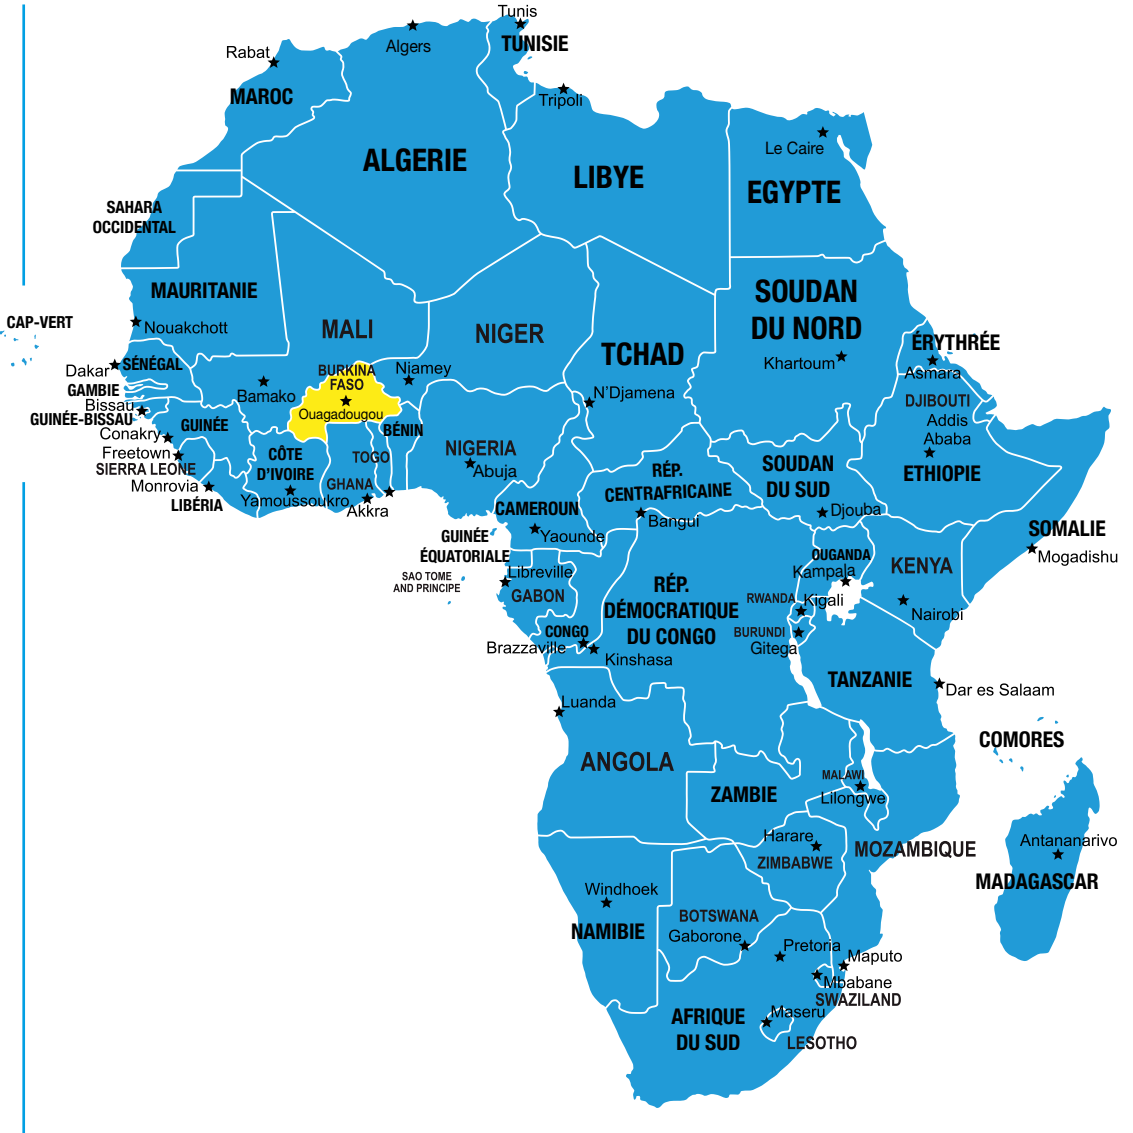 Tunis
TUNISIE
Algers
Rabat
MAROC
Tripoli
ALGERIE
LIBYE
Le Caire
EGYPTE
SAHARA
OCCIDENTAL
MAURITANIE
Nouakchott
CAP-VERT
MALI
NIGER
TCHAD
SOUDAN
DU NORD
Khartoum
ÉRYTHRÉE
Asmara
Dakar
SÉNÉGAL
GAMBIE
Bissau
GUINÉE-BISSAU
Conakry
GUINÉE
Freetown
SIERRA LEONE
Monrovia
LIBÉRIA
Bamako
BURKINA
FASO
Ouagadougou
Njamey
N'Djamena
DJIBOUTI
Addis
Ababa
ETHIOPIE
BÉNIN
TOGO
CÔTE
D'IVOIRE
Yamoussoukro
GHANA
Akkra
NIGERIA
Abuja
RÉP.
CENTRAFRICAINE
Bangui
SOUDAN
DU SUD
Djouba
CAMEROUN
Yaounde
GUINÉE
ÉQUATORIALE
SAO TOME
AND PRINCIPE
Libreville
GABON
CONGO
Brazzaville
Kinshasa
RÉP.
DÉMOCRATIQUE
DU CONGO
OUGANDA
Kampala
KENYA
Nairobi
SOMALIE
Mogadishu
RWANDA
Kigali
BURUNDI
Gitega
TANZANIE
Dar es Salaam
Luanda
ANGOLA
COMORES
ZAMBIE
MALAWI
Lilongwe
Harare
ZIMBABWE
MOZAMBIQUE
Antananarivo
MADAGASCAR
Windhoek
NAMIBIE
BOTSWANA
Gaborone
Pretoria
Maputo
Mbabane
SWAZILAND
AFRIQUE
DU SUD
Maseru
LESOTHO